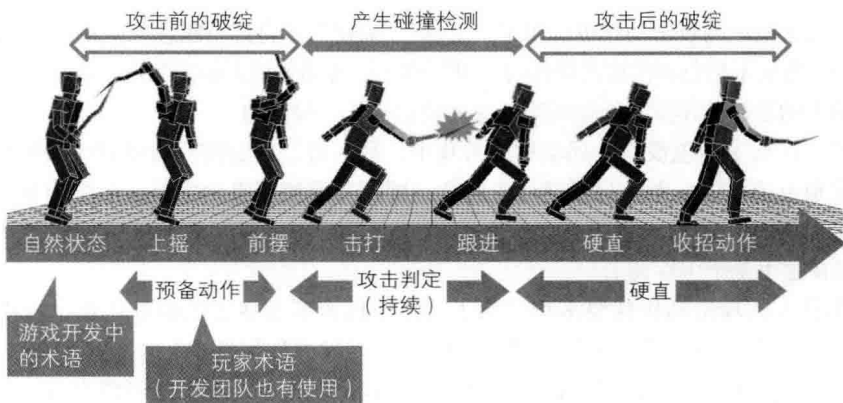 攻击前的破绽 产生碰撞检测 攻击后的破绽
自然状态 上摇 前摆 击打 跟进 硬直 收招动作
预备动作 攻击判定 硬直
（持续）
游戏开发中
的术语
玩家术语
（开发团队也有使用）